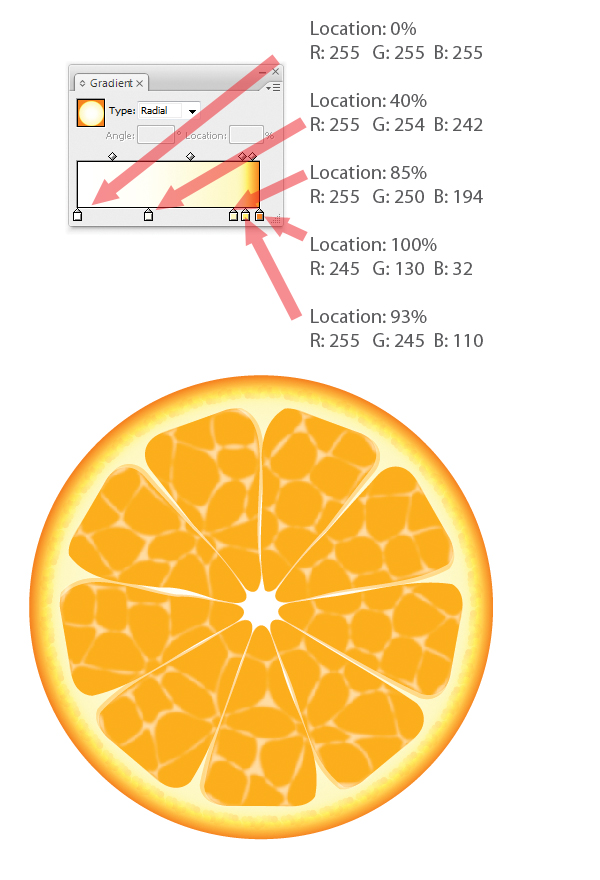 Location: 0%
R: 255 G: 255 B: 255
Gradient
Type: Radial
Location: 40%
R: 255 G: 254 B: 242
Angle: ° Location: %
Location: 85%
R: 255 G: 250 B: 194
Location: 100%
R: 245 G: 130 B: 32
Location: 93%
R: 255 G: 245 B: 110